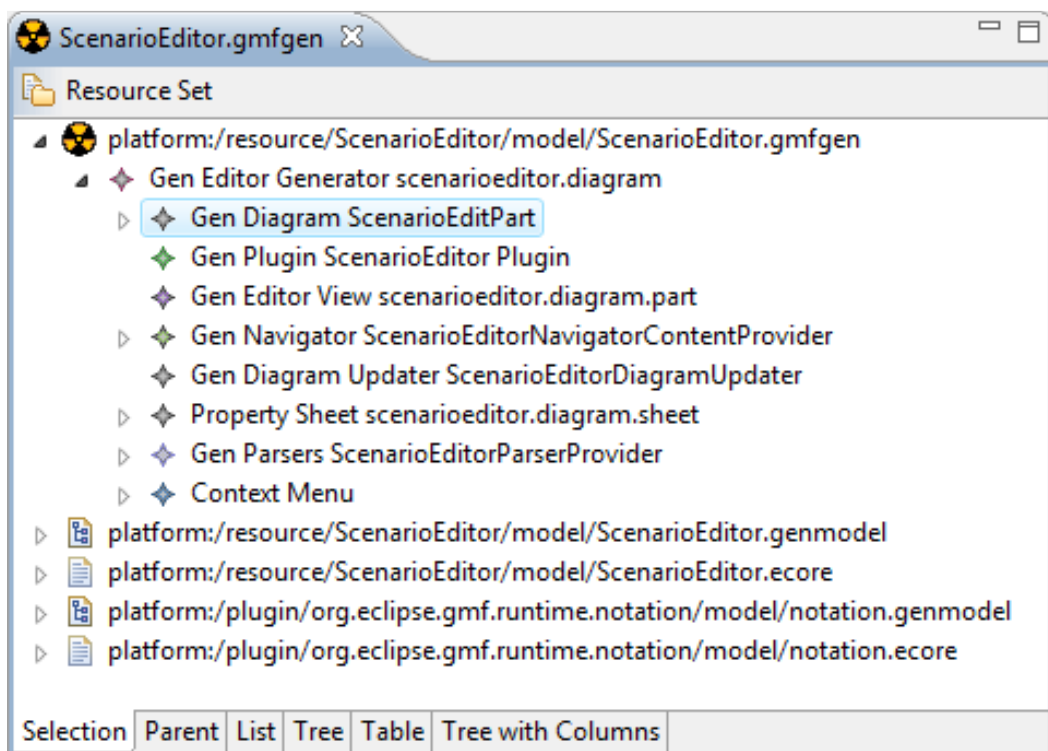 ScenarioEditor.gmfgen
Resource Set
platform:/resource/ScenarioEditor/model/ScenarioEditor.gmfgen
Gen Editor Generator scenarioeditor.diagram
Gen Diagram ScenarioEditPart
Gen Plugin ScenarioEditor Plugin
Gen Editor View scenarioeditor.diagram.part
Gen Navigator ScenarioEditorNavigatorContentProvider
Gen Diagram Updater ScenarioEditorDiagramUpdater
Property Sheet scenarioeditor.diagram.sheet
Gen Parsers ScenarioEditorParserProvider
Context Menu
platform:/resource/ScenarioEditor/model/ScenarioEditor.genmodel
platform:/resource/ScenarioEditor/model/ScenarioEditor.ecore
platform:/plugin/org.eclipse.gmf.runtime.notation/model/notation.genmodel
platform:/plugin/org.eclipse.gmf.runtime.notation/model/notation.ecore
Selection Parent List Tree Table Tree with Columns